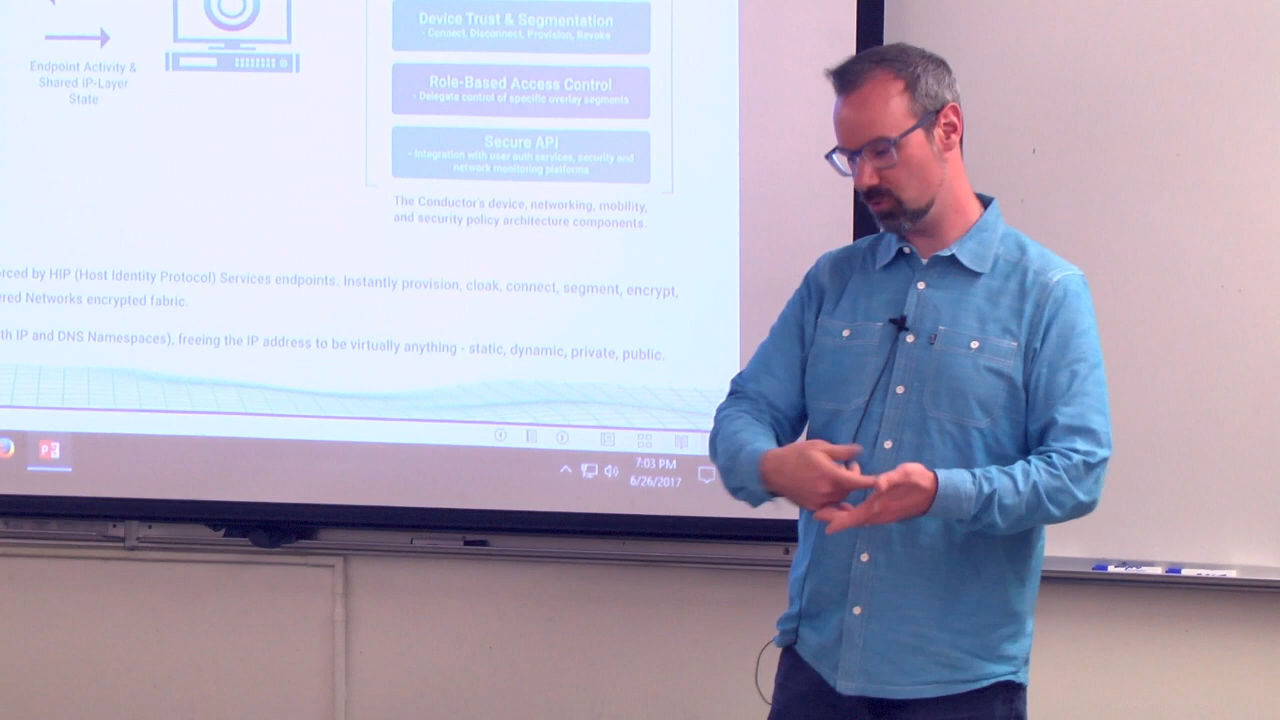 Endpoint Activity &
Shared IP-Layer
State
Device Trust & Segmentation
- Connect, Disconnect, Provision, Revoke
Role-Based Access Control
- Delegate control of specific overlay segments
Secure API
- Integration with user auth services, security and
network monitoring platforms
The Conductor's device, networking, mobility,
and security policy architecture components.
orced by HIP (Host Identity Protocol) Services endpoints. Instantly provision, cloak, connect, segment, encrypt,
ered Networks encrypted fabric.
th IP and DNS Namespaces), freeing the IP address to be virtually anything - static, dynamic, private, public.
7:03 PM
6/26/2017